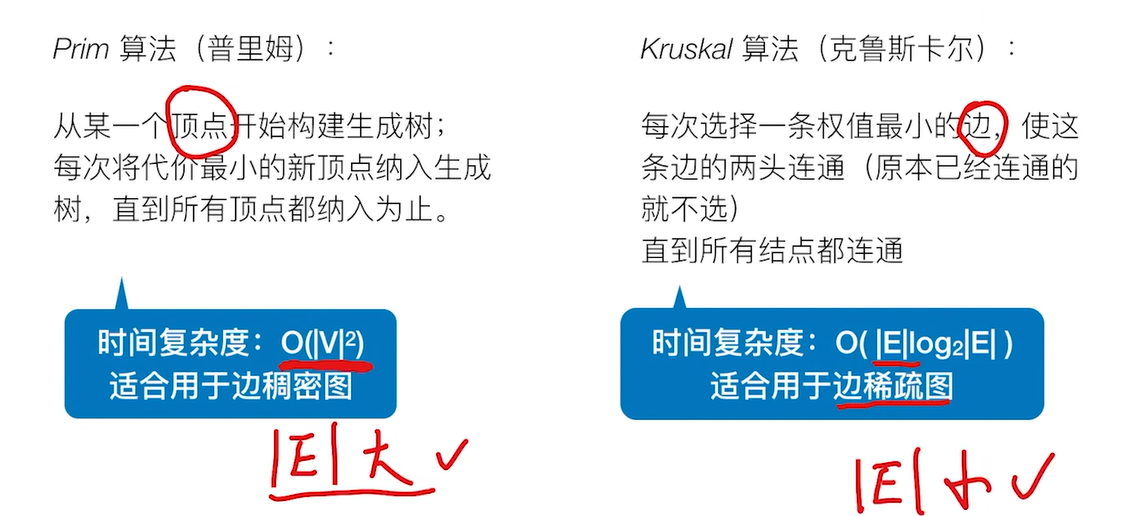 Prim 算法（普里姆）：
从某一个顶点开始构建生成树；
每次将代价最小的新顶点纳入生成
树，直到所有顶点都纳入为止。
时间复杂度：O(|V|²)
适合用于边稠密图
|E| 大 ✓
Kruskal 算法（克鲁斯卡尔）：
每次选择一条权值最小的边，使这
条边的两头连通（原本已经连通的
就不选）
直到所有结点都连通
时间复杂度：O( |E|log₂|E| )
适合用于边稀疏图
|E| 小 ✓